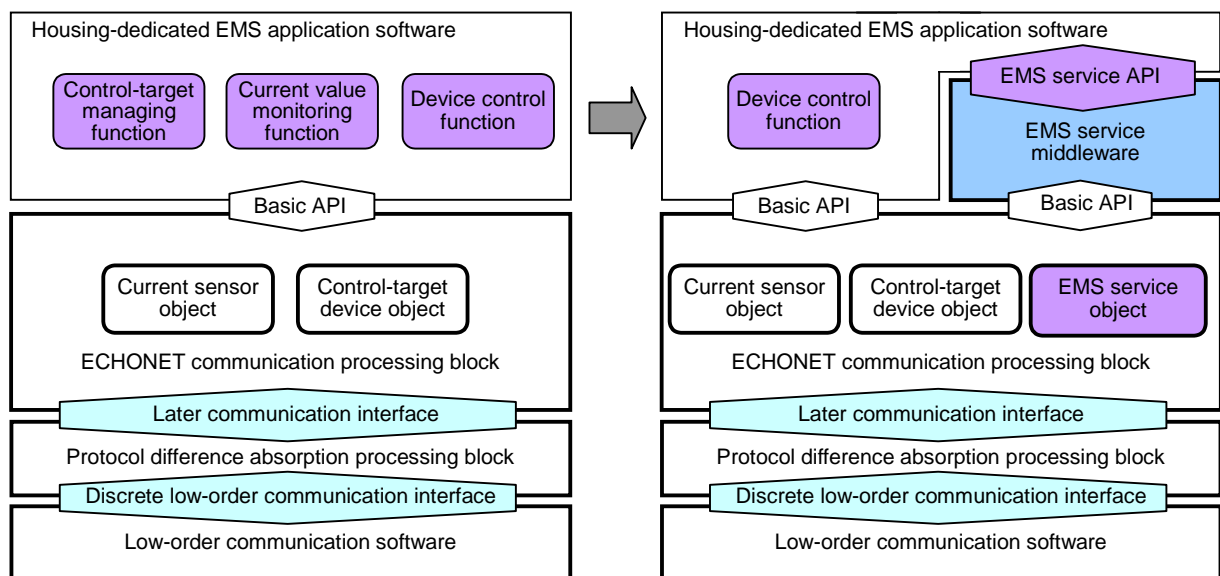 Housing-dedicated EMS application software
Control-target
managing
function
Current value
monitoring
function
Device control
function
Basic API
Current sensor
object
Control-target
device object
ECHONET communication processing block
Later communication interface
Protocol difference absorption processing block
Discrete low-order communication interface
Low-order communication software
Housing-dedicated EMS application software
EMS service API
Device control
function
EMS service
middleware
Basic API
Basic API
Current sensor
object
Control-target
device object
EMS service
object
ECHONET communication processing block
Later communication interface
Protocol difference absorption processing block
Discrete low-order communication interface
Low-order communication software